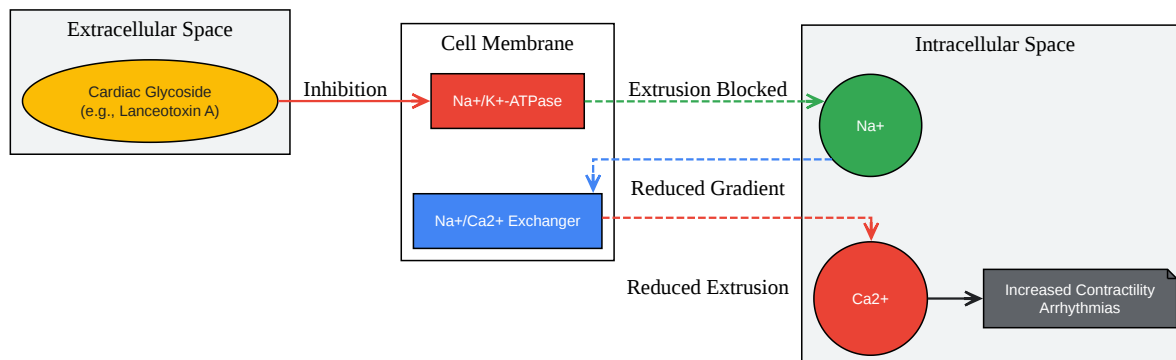 Extracellular Space
Cardiac Glycoside
(e.g., Lanceotoxin A)
Inhibition
Cell Membrane
Na+/K+-ATPase
Extrusion Blocked
Intracellular Space
Na+
Reduced Gradient
Na+/Ca2+ Exchanger
Reduced Extrusion
Ca2+
Increased Contractility
Arrhythmias